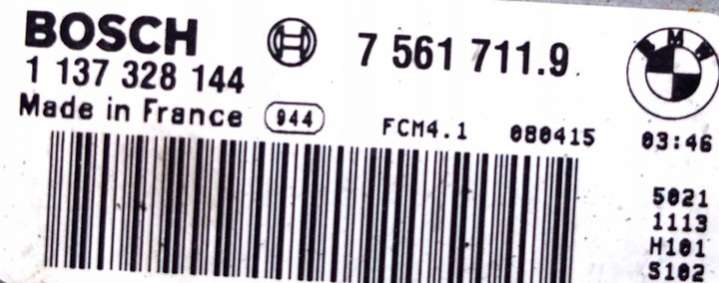 BOSCH 7 561 711.9 BMW
1 137 328 144
Made in France 944 FCM4.1 080415 03:46
5021
1113
H101
S102